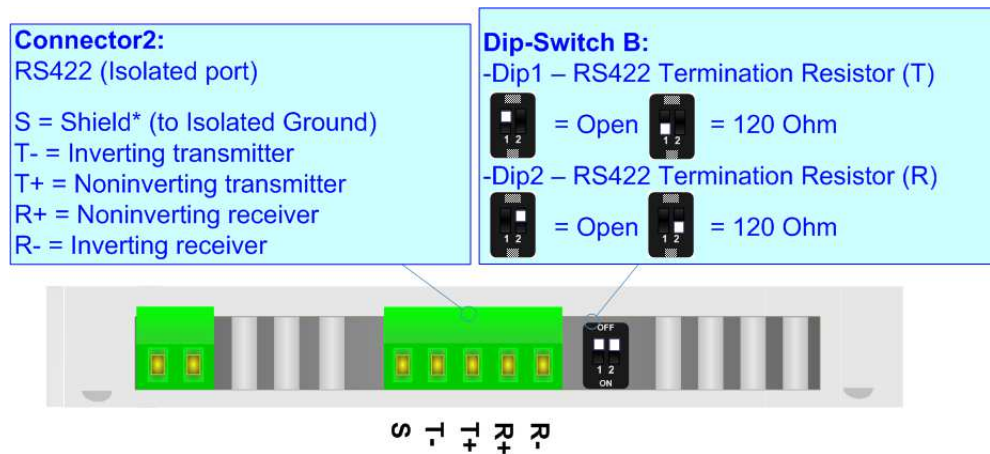 Connector2:
RS422 (Isolated port)
S = Shield* (to Isolated Ground)
T- = Inverting transmitter
T+ = Noninverting transmitter
R+ = Noninverting receiver
R- = Inverting receiver
Dip-Switch B:
-Dip1 – RS422 Termination Resistor (T)
1 2 = Open 1 2 = 120 Ohm
-Dip2 – RS422 Termination Resistor (R)
1 2 = Open 1 2 = 120 Ohm
OFF
1 2
ON
S T- T+ R+ R-